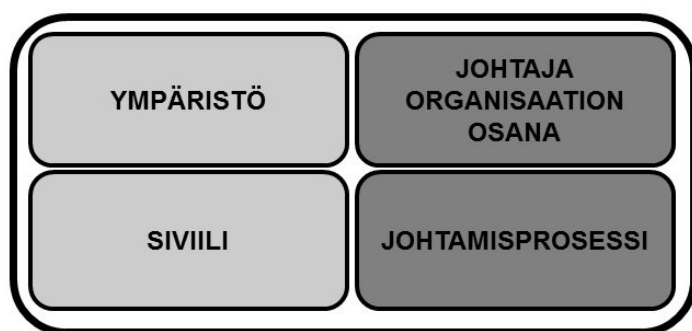 YMPÄRISTÖ
JOHTAJA
ORGANISAATION
OSANA
SIVIILI
JOHTAMISPROSESSI